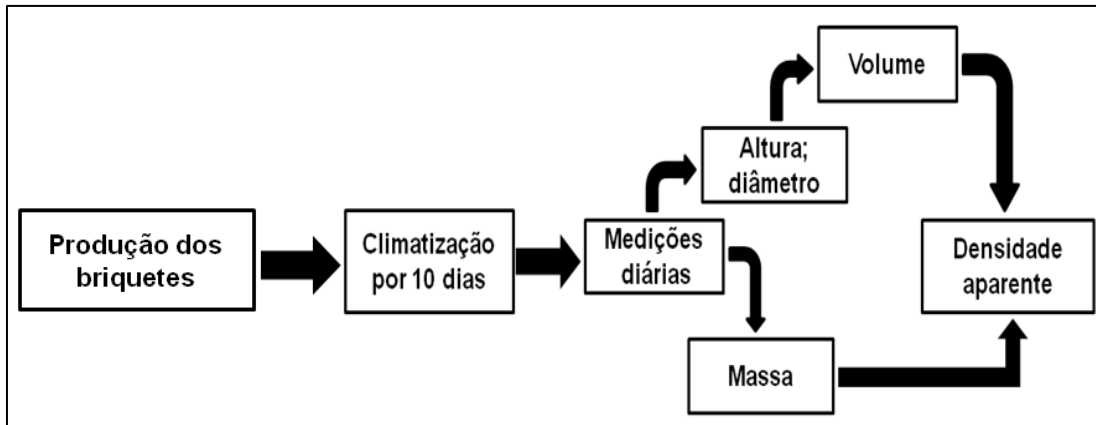 Produção dos
briquetes
Climatização
por 10 dias
Medições
diárias
Altura;
diâmetro
Volume
Massa
Densidade
aparente